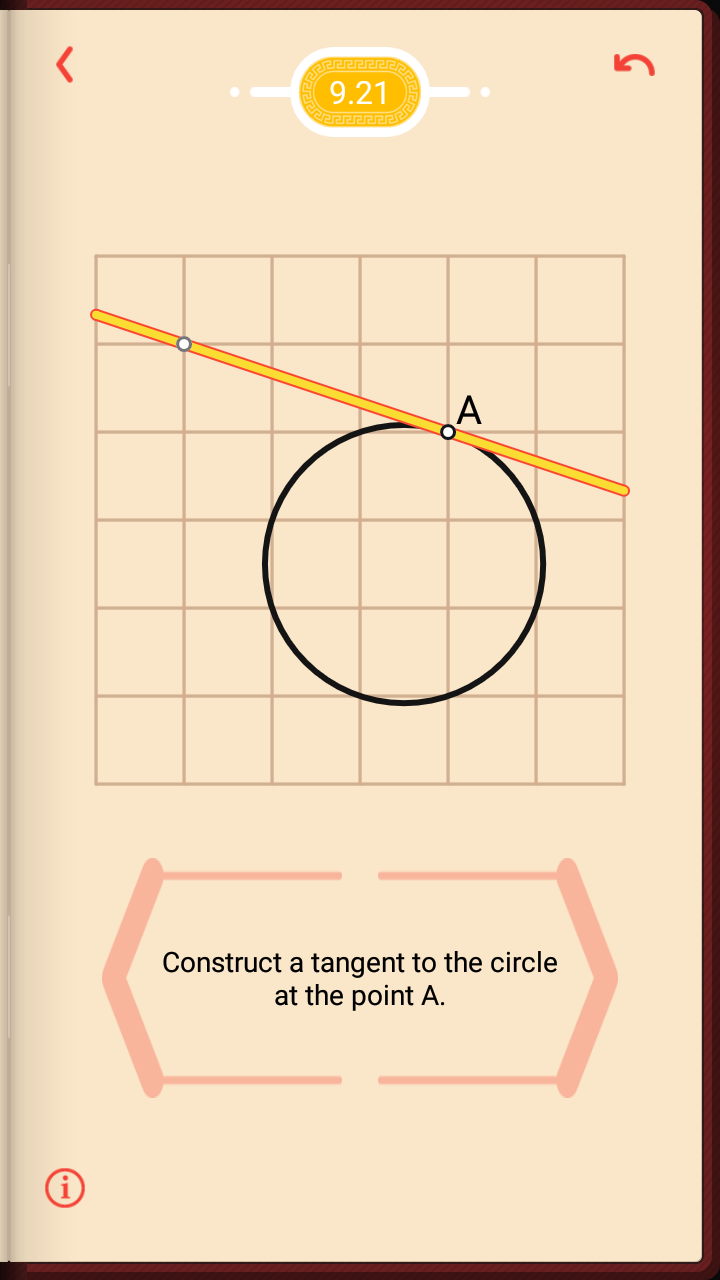 9.21
A
Construct a tangent to the circle
at the point A.
i